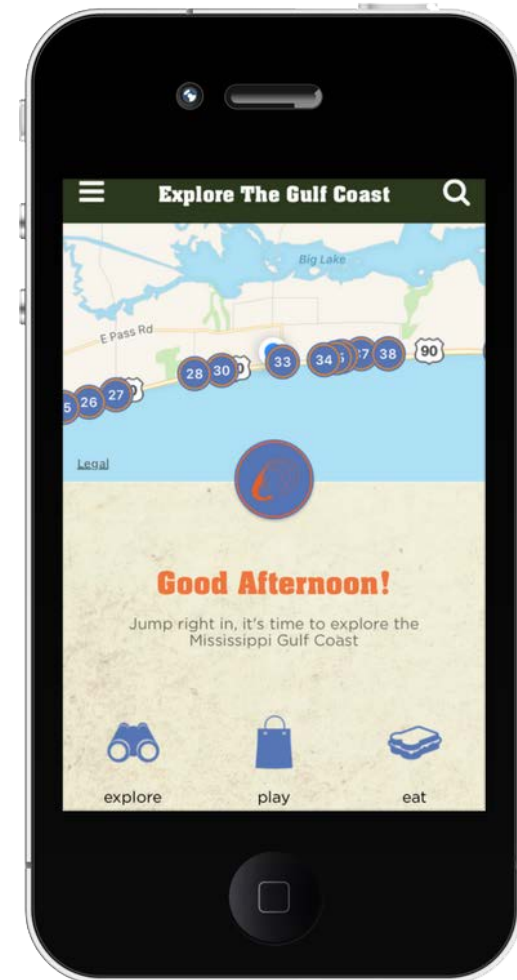 Explore The Gulf Coast
Big Lake
E Pass Rd
90
38
37
34
33
28
30
27
26
Legal
Good Afternoon!
Jump right in, it's time to explore the
Mississippi Gulf Coast
explore
play
eat